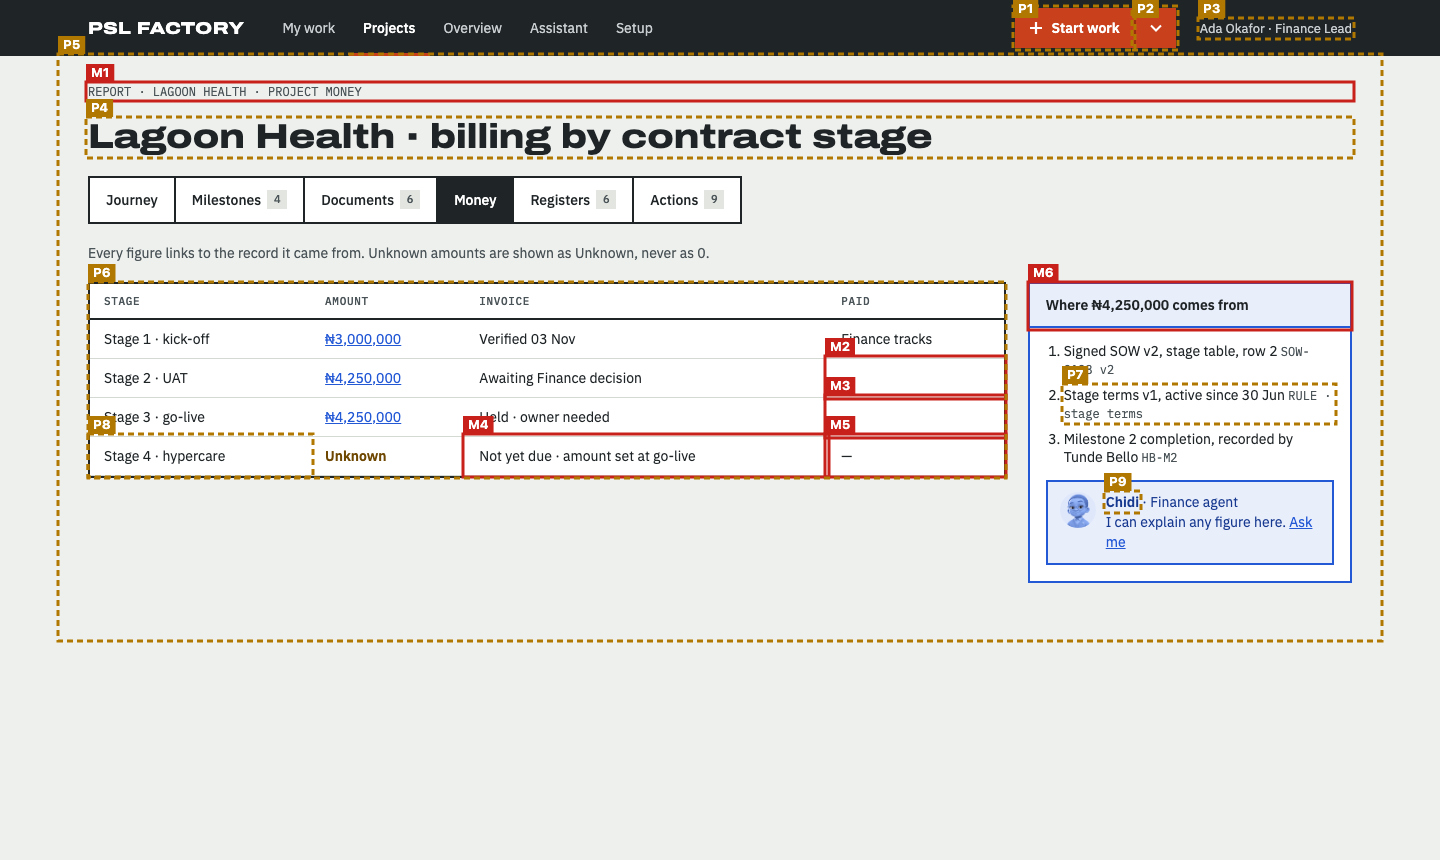 PSL FACTORY
My work
Projects
Overview
Assistant
Setup
P1
Start work
P2
P3
Ada Okafor · Finance Lead
P5
M1
REPORT · LAGOON HEALTH · PROJECT MONEY
P4
Lagoon Health · billing by contract stage
Journey
Milestones 4
Documents 6
Money
Registers 6
Actions 9
Every figure links to the record it came from. Unknown amounts are shown as Unknown, never as 0.
P6
STAGE AMOUNT INVOICE PAID
Stage 1 · kick-off ₦3,000,000 Verified 03 Nov Finance tracks
M2
Stage 2 · UAT ₦4,250,000 Awaiting Finance decision
M3
Stage 3 · go-live ₦4,250,000 Held · owner needed
P8
M4
M5
Stage 4 · hypercare Unknown Not yet due · amount set at go-live —
M6
Where ₦4,250,000 comes from
1. Signed SOW v2, stage table, row 2 SOW-
v2
P7
2. Stage terms v1, active since 30 Jun RULE ·
stage terms
3. Milestone 2 completion, recorded by
Tunde Bello HB-M2
P9
Chidi · Finance agent
I can explain any figure here. Ask
me